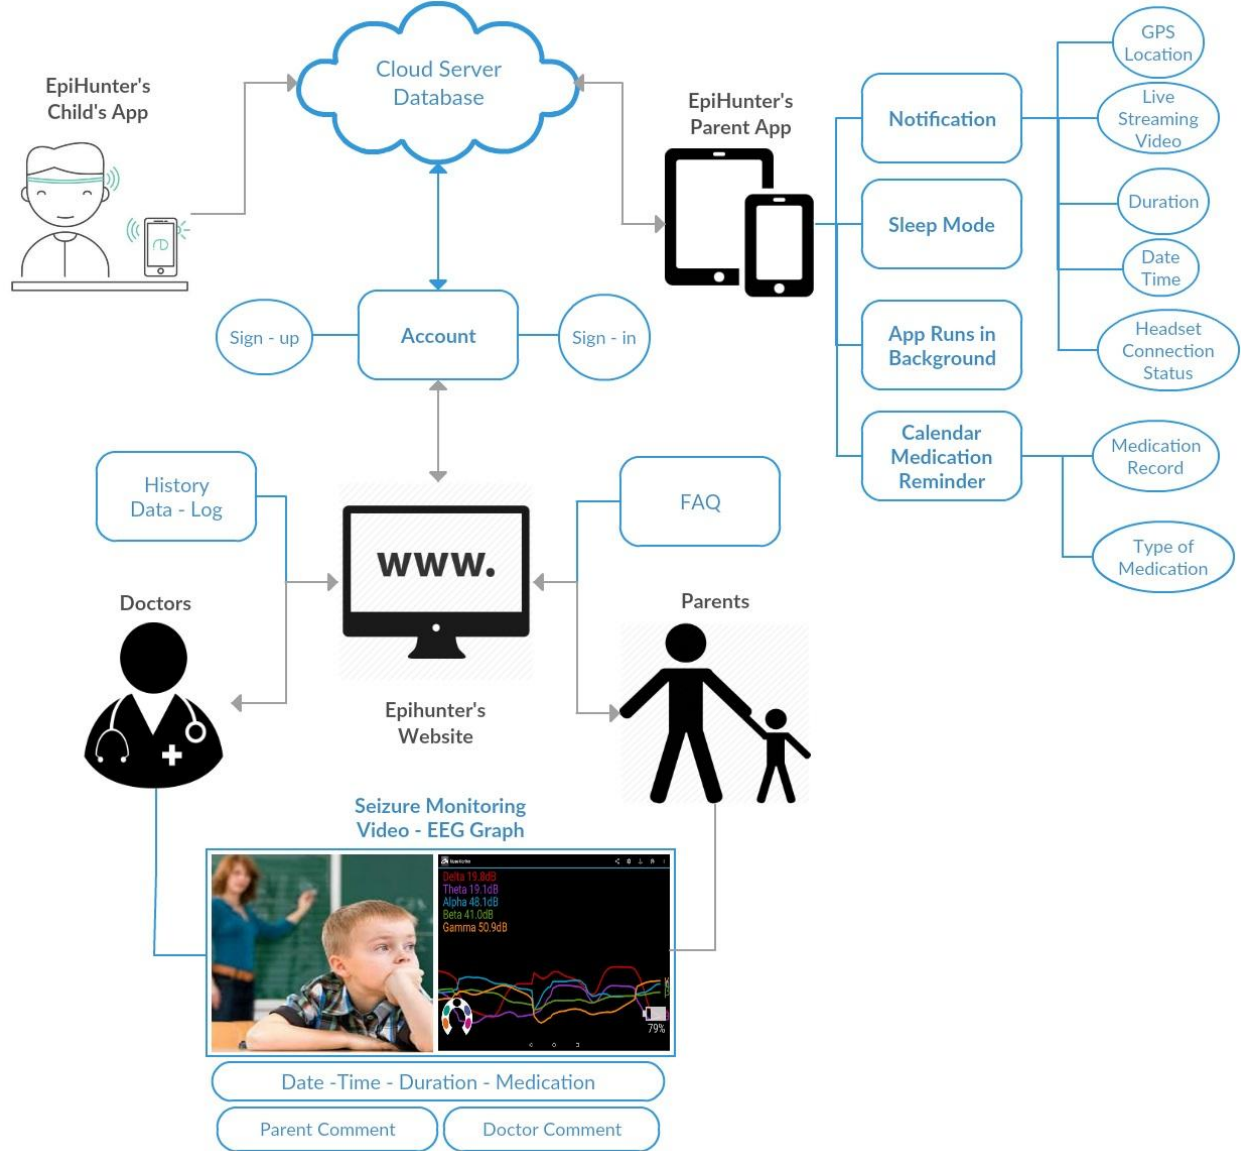 Cloud Server
Database
EpiHunter's
Child's App
EpiHunter's
Parent App
Notification
Sleep Mode
App Runs in
Background
Calendar
Medication
Reminder
GPS
Location
Live
Streaming
Video
Duration
Date
Time
Headset
Connection
Status
Medication
Record
Type of
Medication
Sign - up
Account
Sign - in
History
Data - Log
www.
FAQ
Doctors
Parents
Epihunter's
Website
Seizure Monitoring
Video - EEG Graph
Delta 19.8dB
Theta 19.1dB
Alpha 48.1dB
Beta 41.0dB
Gamma 50.9dB
79%
Date -Time - Duration - Medication
Parent Comment
Doctor Comment